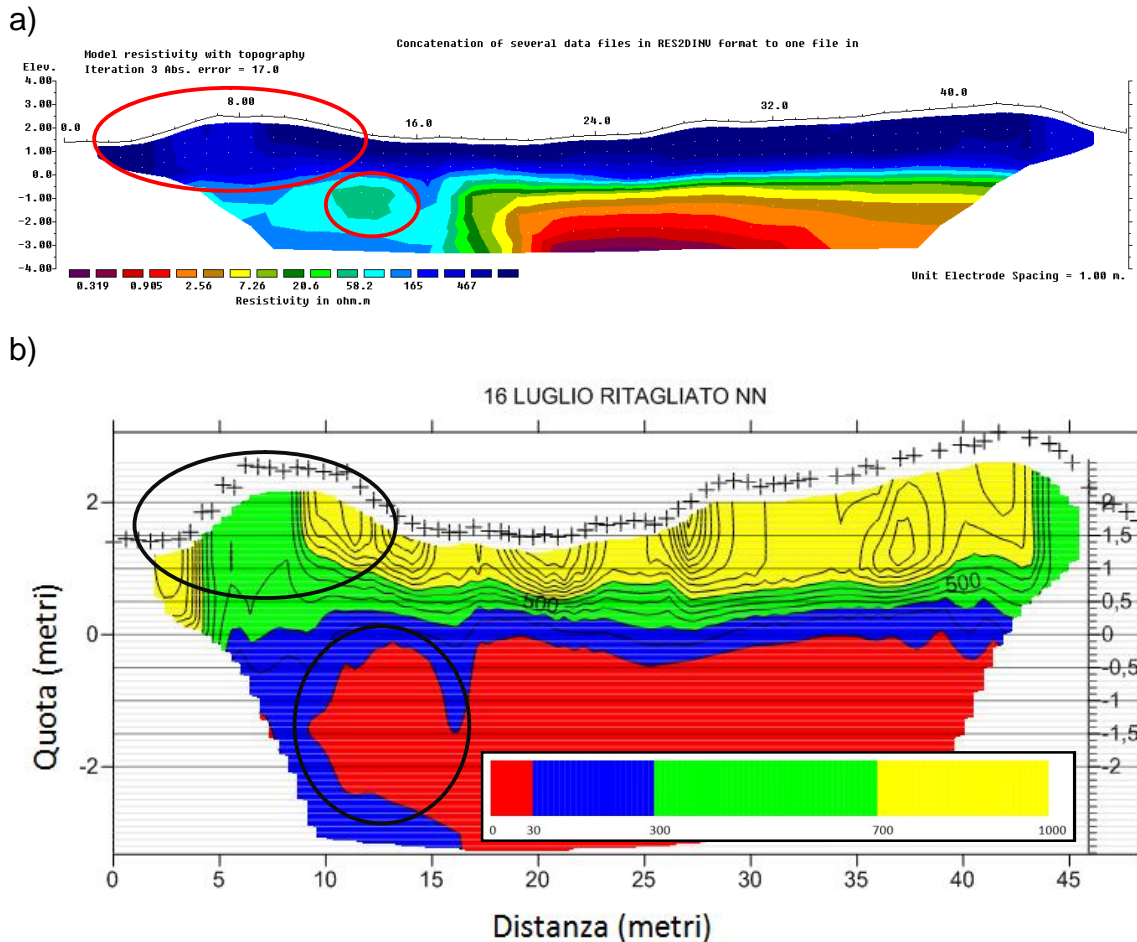 a)
Concatenation of several data files in RES2DINV format to one file in
Model resistivity with topography
Iteration 3 Abs. error = 17.0
Elev.
4.00
3.00
2.00
1.00
0.0
-1.00
-2.00
-3.00
-4.00
0.0
8.00
16.0
24.0
32.0
40.0
0.319 0.905 2.56 7.26 20.6 58.2 165 467
Resistivity in ohm.m
Unit Electrode Spacing = 1.00 m.
b)
16 LUGLIO RITAGLIATO NN
Quota (metri)
2
0
-2
500
500
2
1,5
1
0,5
0
-0,5
-1
-1,5
-2
0 30 300 700 1000
0 5 10 15 20 25 30 35 40 45
Distanza (metri)